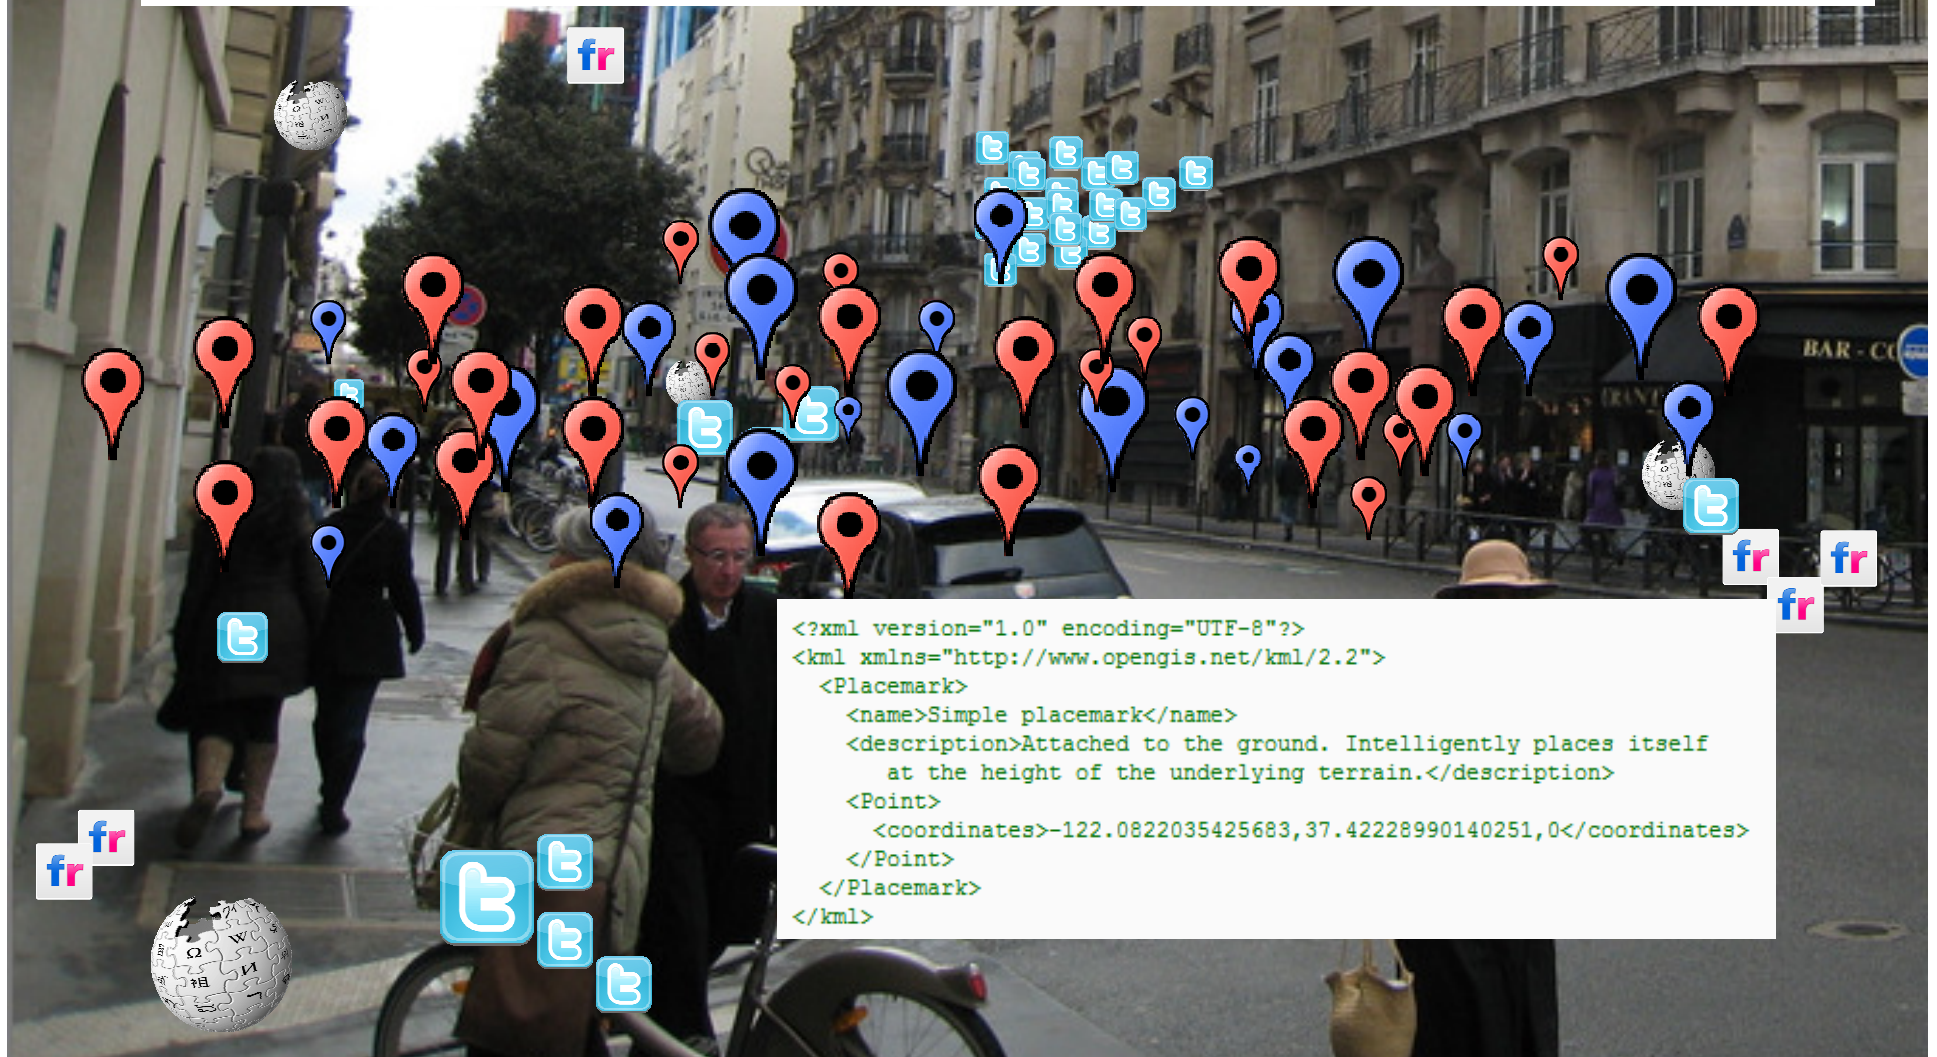 fr
BAR - CO
fr fr
fr
<?xml version="1.0" encoding="UTF-8"?>
<kml xmlns="http://www.opengis.net/kml/2.2">
<Placemark>
<name>Simple placemark</name>
<description>Attached to the ground. Intelligently places itself
at the height of the underlying terrain.</description>
<Point>
<coordinates>-122.0822035425683,37.42228990140251,0</coordinates>
</Point>
</Placemark>
</kml>
fr
fr